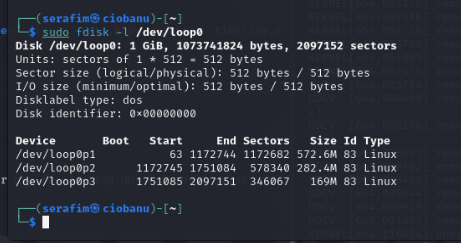 ┌──(serafim㉿ciobanu)-[~]
└─$ sudo fdisk -l /dev/loop0
Disk /dev/loop0: 1 GiB, 1073741824 bytes, 2097152 sectors
Units: sectors of 1 * 512 = 512 bytes
Sector size (logical/physical): 512 bytes / 512 bytes
I/O size (minimum/optimal): 512 bytes / 512 bytes
Disklabel type: dos
Disk identifier: 0×00000000
Device Boot Start End Sectors Size Id Type
/dev/loop0p1 63 1172744 1172682 572.6M 83 Linux
/dev/loop0p2 1172745 1751084 578340 282.4M 83 Linux
/dev/loop0p3 1751085 2097151 346067 169M 83 Linux
┌──(serafim㉿ciobanu)-[~]
└─$